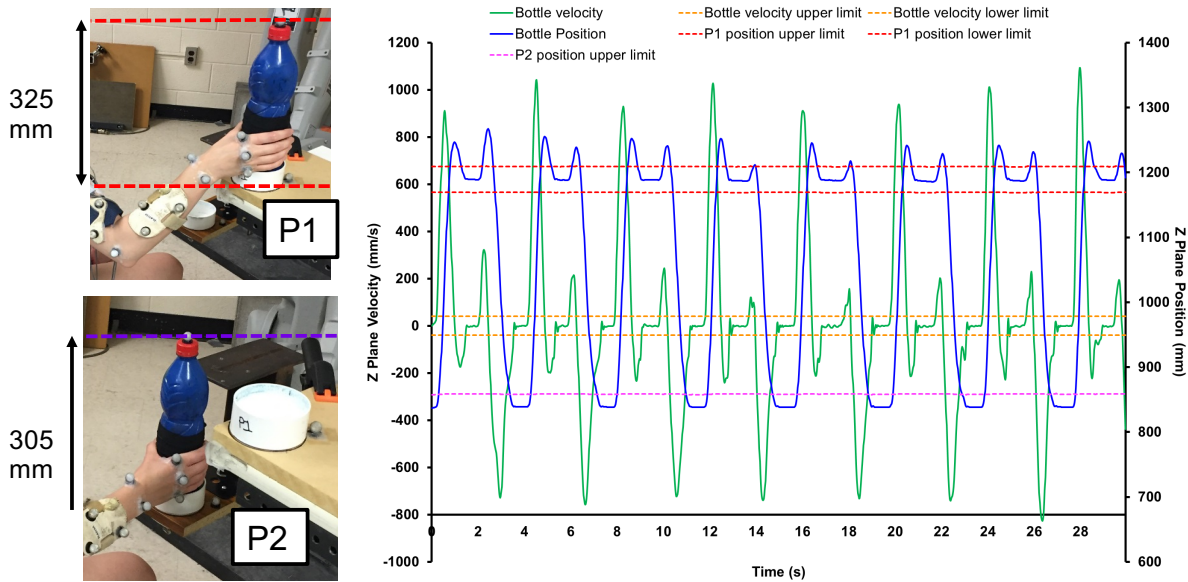 325
mm
P1
305
mm
P1
P2
Bottle velocity
Bottle velocity upper limit
Bottle velocity lower limit
Bottle Position
P1 position upper limit
P1 position lower limit
P2 position upper limit
Z Plane Velocity (mm/s)
1200
1000
800
600
400
200
0
-200
-400
-600
-800
-1000
0
2
4
6
8
10
12
14
16
18
20
22
24
26
28
Time (s)
1400
1300
1200
1100
1000
900
800
700
600
Z Plane Position (mm)